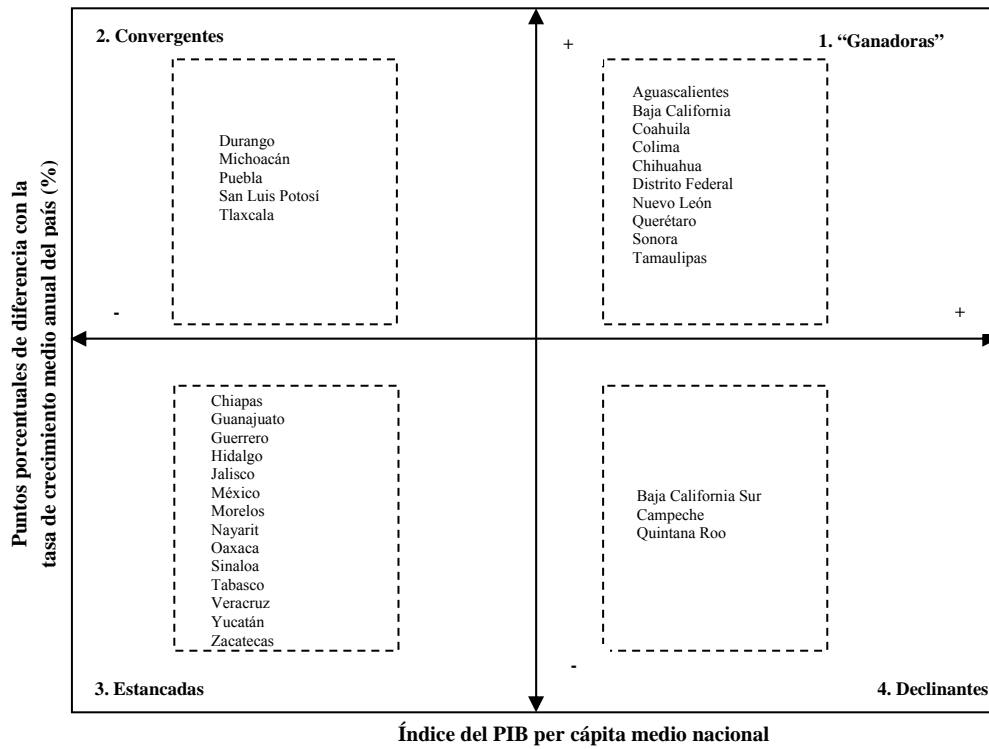 2. Convergentes
+
1. “Ganadoras”
Durango
Michoacán
Puebla
San Luis Potosí
Tlaxcala
Aguascalientes
Baja California
Coahuila
Colima
Chihuahua
Distrito Federal
Nuevo León
Querétaro
Sonora
Tamaulipas
Puntos porcentuales de diferencia con la
tasa de crecimiento medio anual del país (%)
-
+
Chiapas
Guanajuato
Guerrero
Hidalgo
Jalisco
México
Morelos
Nayarit
Oaxaca
Sinaloa
Tabasco
Veracruz
Yucatán
Zacatecas
Baja California Sur
Campeche
Quintana Roo
-
3. Estancadas
4. Declinantes
Índice del PIB per cápita medio nacional